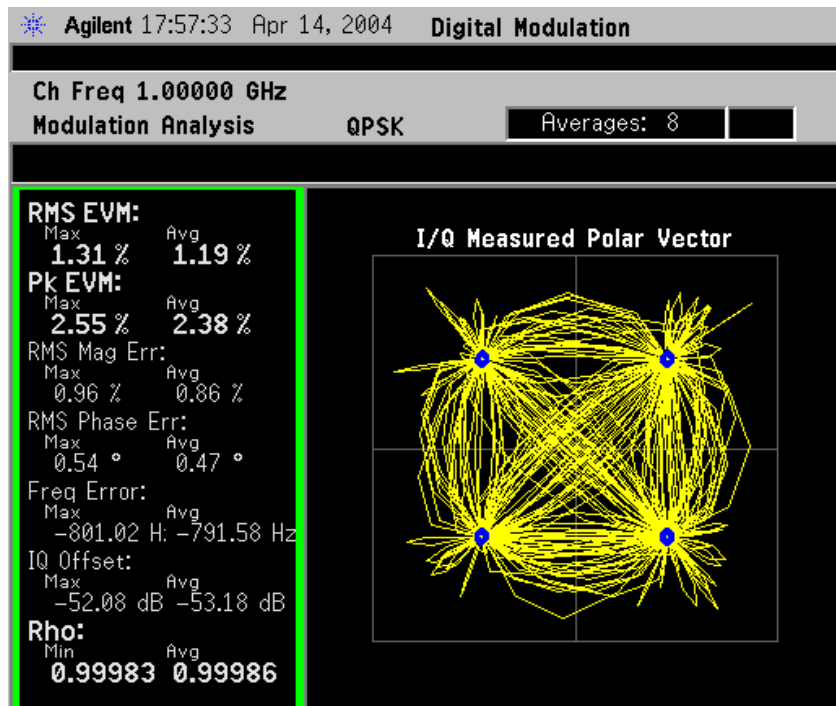 Agilent 17:57:33 Apr 14, 2004 Digital Modulation
Ch Freq 1.00000 GHz
Modulation Analysis QPSK Averages: 8
RMS EVM:
Max Avg
1.31 % 1.19 %
Pk EVM:
Max Avg
2.55 % 2.38 %
RMS Mag Err:
Max Avg
0.96 % 0.86 %
RMS Phase Err:
Max Avg
0.54 ° 0.47 °
Freq Error:
Max Avg
-801.02 H: -791.58 Hz
IQ Offset:
Max Avg
-52.08 dB -53.18 dB
Rho:
Min Avg
0.99983 0.99986
I/Q Measured Polar Vector